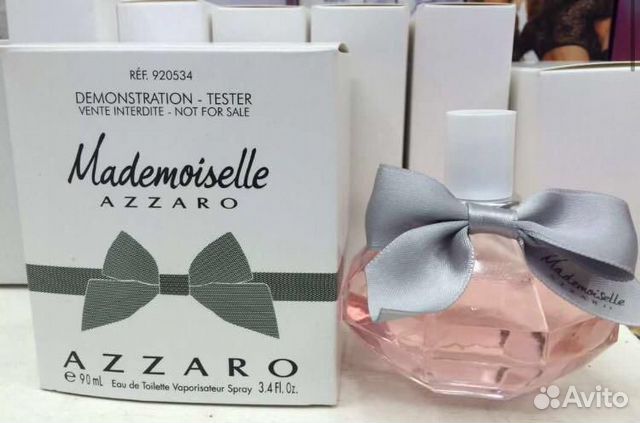 RÉF. 920534
DEMONSTRATION - TESTER
VENTE INTERDITE - NOT FOR SALE
Mademoiselle
AZZARO
AZZARO
e 90 mL Eau de Toilette Vaporisateur Spray 3.4 Fl. Oz.
Mademoiselle
Avito